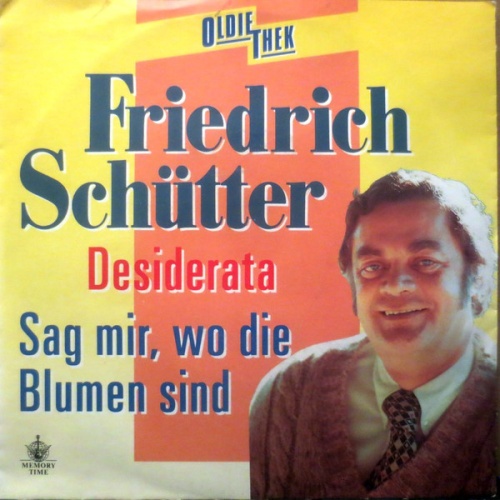 OLDIE
THEK
Friedrich
Schütter
Desiderata
Sag mir, wo die
Blumen sind
MEMORY
TIME